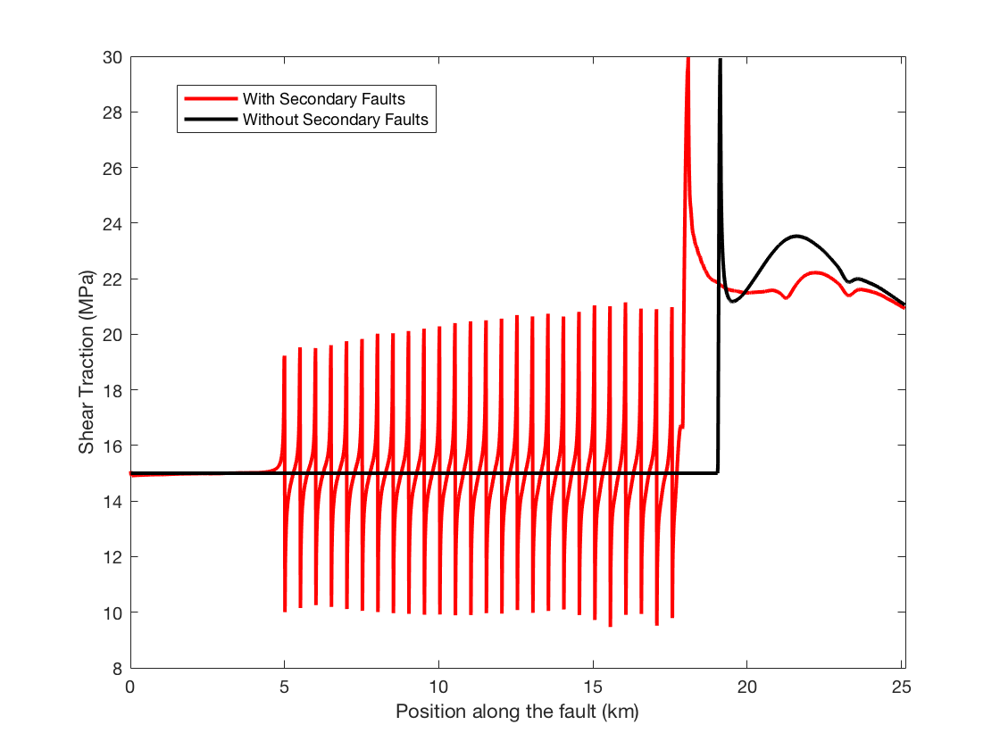 30
28
26
24
22
20
18
16
14
12
10
8
Shear Traction (MPa)
With Secondary Faults
Without Secondary Faults
0 5 10 15 20 25
Position along the fault (km)